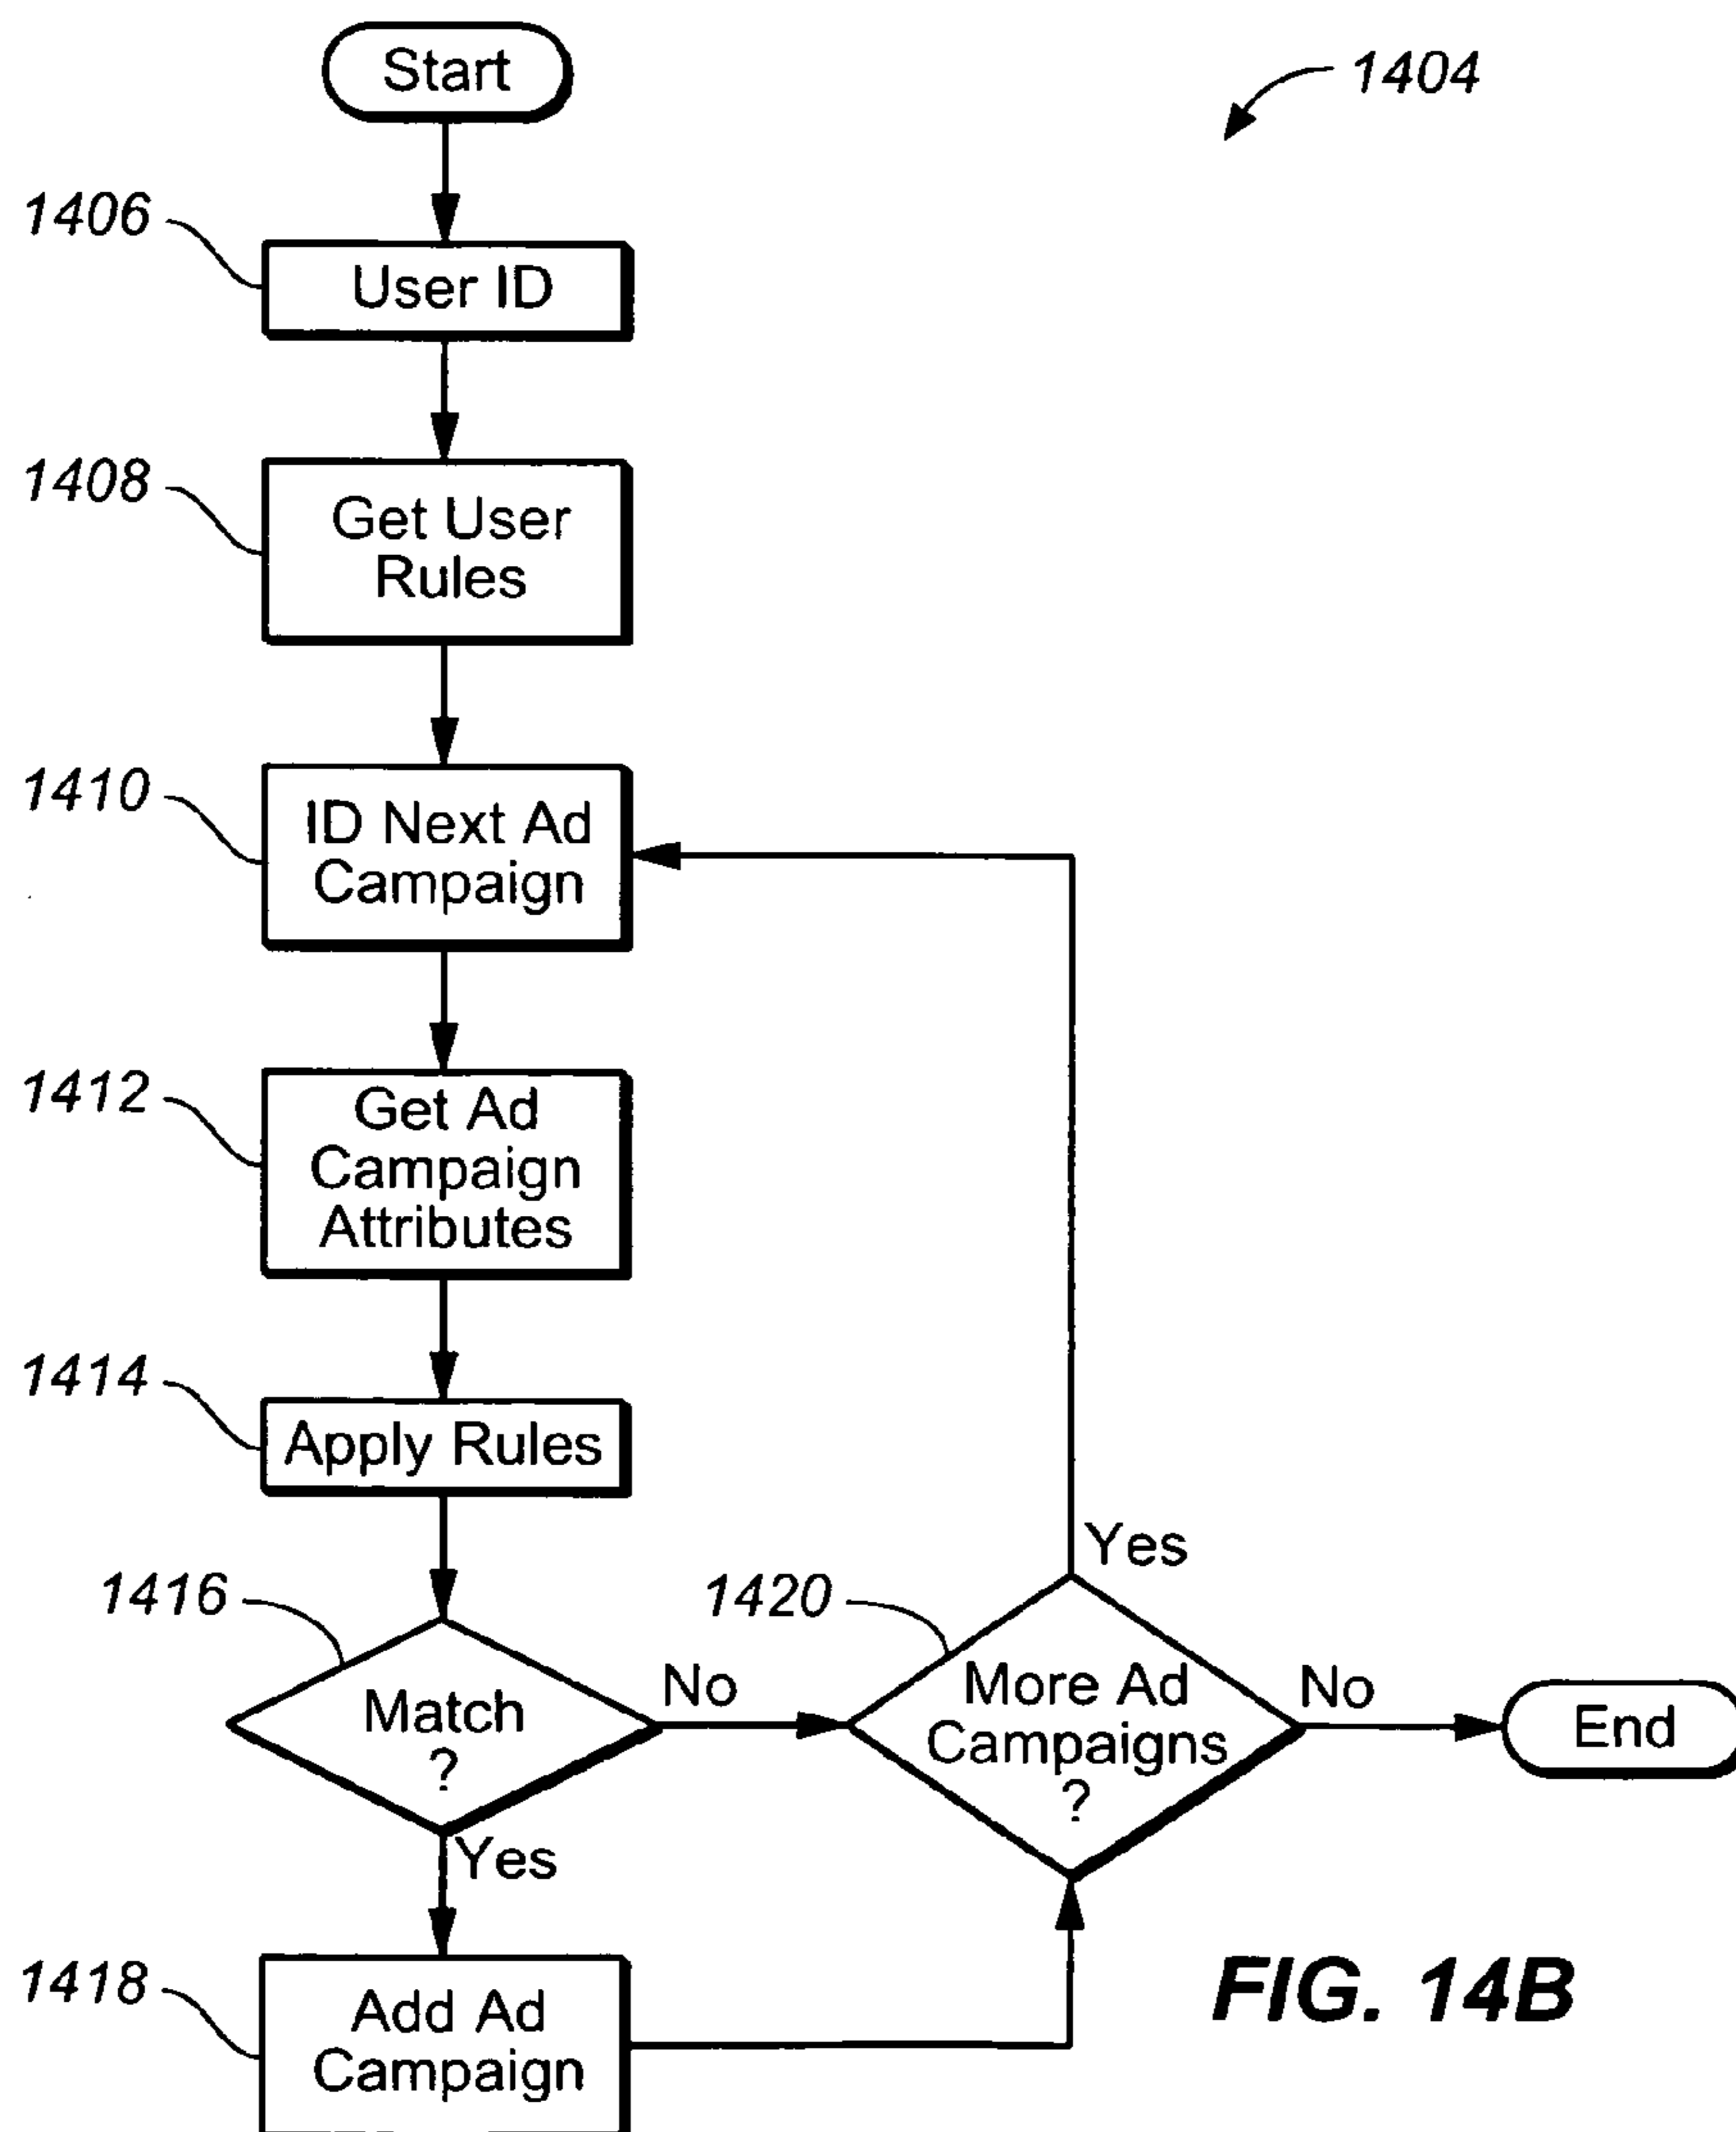 Start
1404
1406
User ID
1408
Get User
Rules
1410
ID Next Ad
Campaign
1412
Get Ad
Campaign
Attributes
1414
Apply Rules
1416
Match
?
No
Yes
1420
More Ad
Campaigns
?
Yes
No
End
1418
Add Ad
Campaign
FIG. 14B